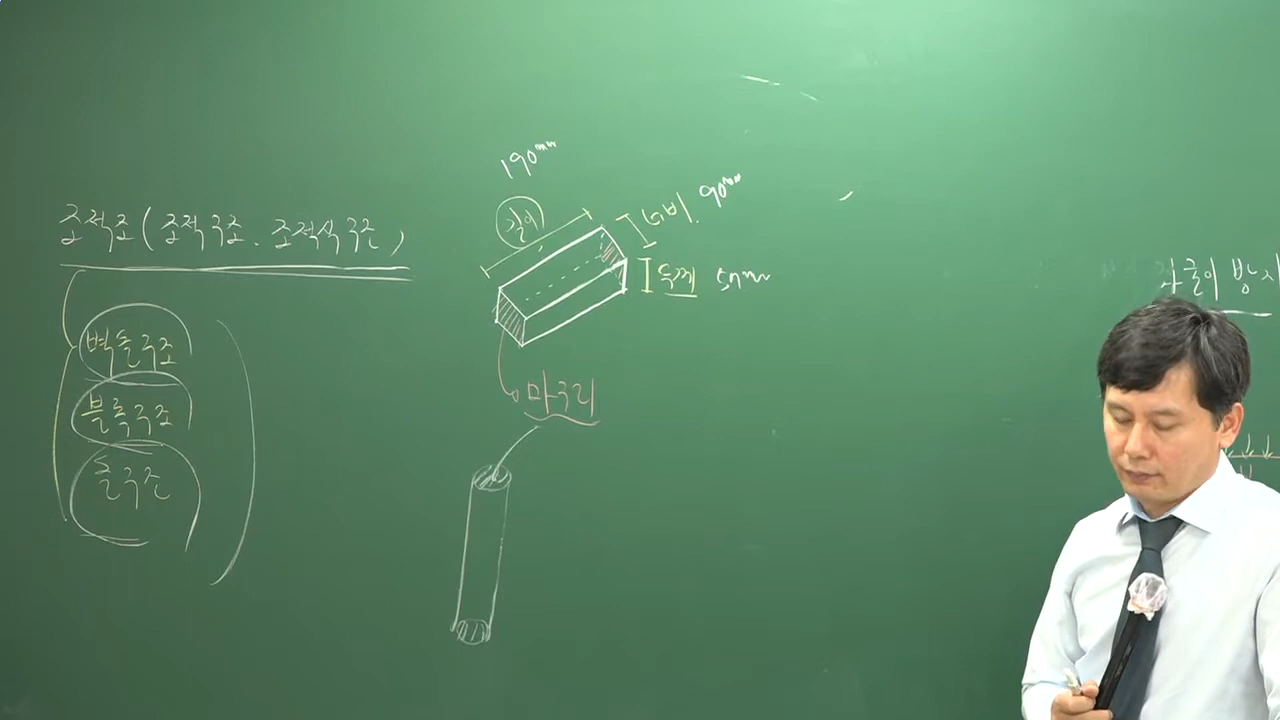 조적조(조적구조, 조적식구조)
벽돌구조
블록구조
돌구조
190mm
길이
너비
90mm
두께 57mm
마구리